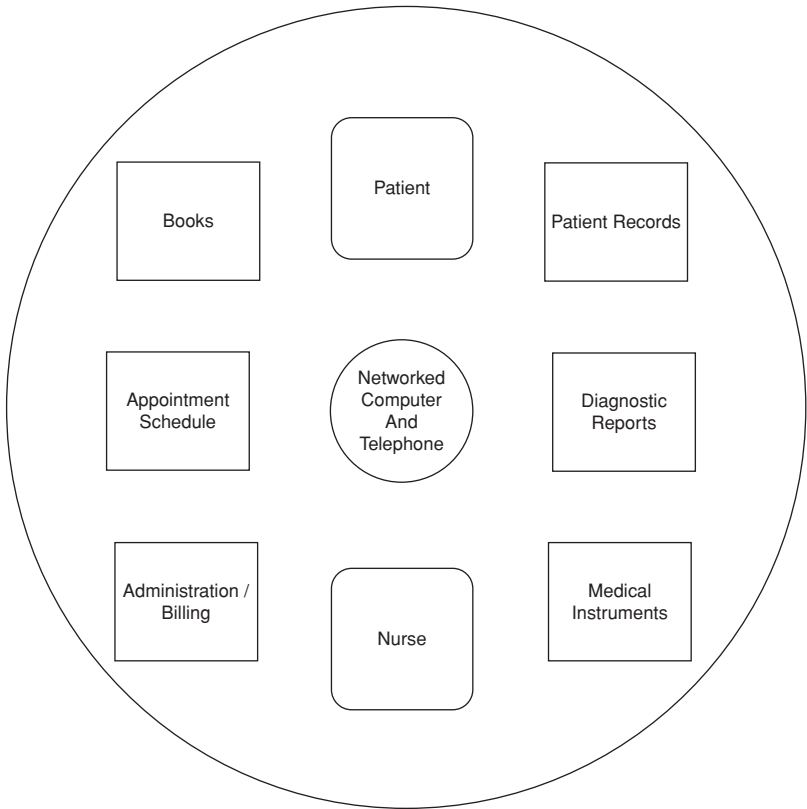 Patient
Books
Patient Records
Networked
Computer
And
Telephone
Appointment
Schedule
Diagnostic
Reports
Administration /
Billing
Medical
Instruments
Nurse